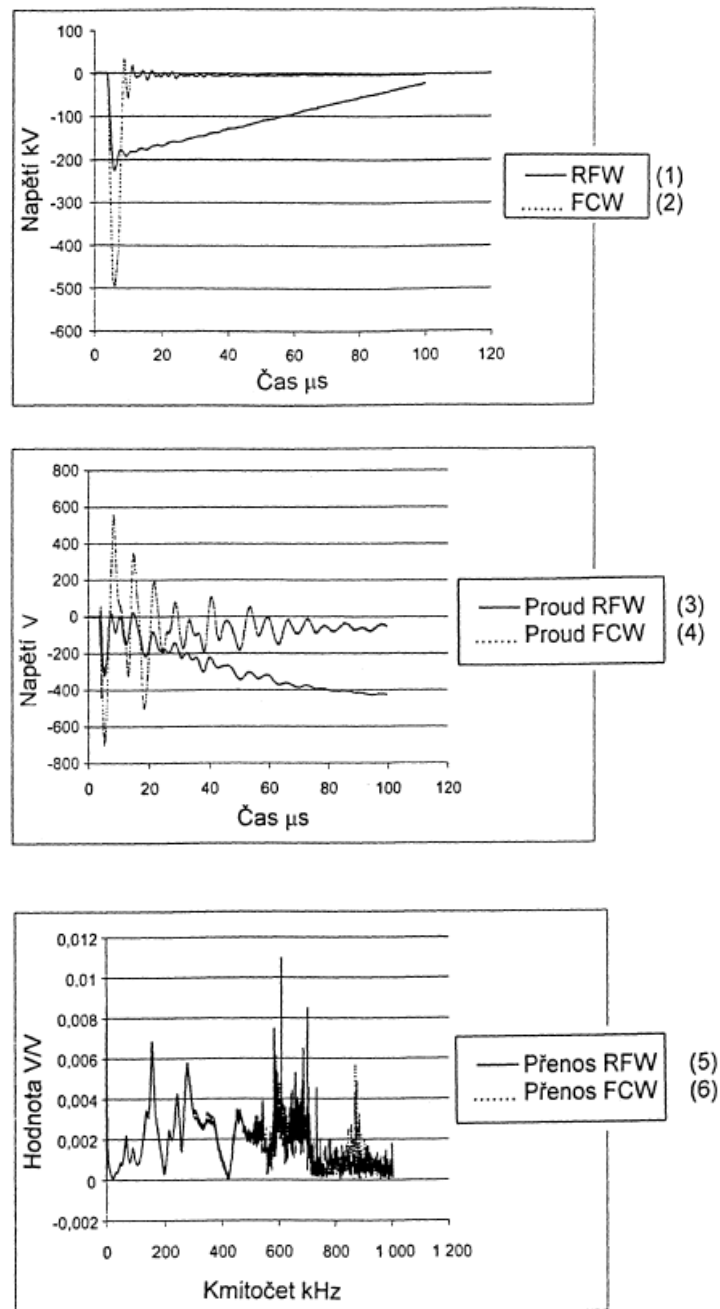 100
0
-100
-200
-300
-400
-500
-600
Napětí kV
0 20 40 60 80 100 120
Čas μs
RFW (1)
FCW (2)
800
600
400
200
0
-200
-400
-600
-800
Napětí V
0 20 40 60 80 100 120
Čas μs
Proud RFW (3)
Proud FCW (4)
0,012
0,01
0,008
0,006
0,004
0,002
0
-0,002
Hodnota V/V
0 200 400 600 800 1 000 1 200
Kmitočet kHz
Přenos RFW (5)
Přenos FCW (6)